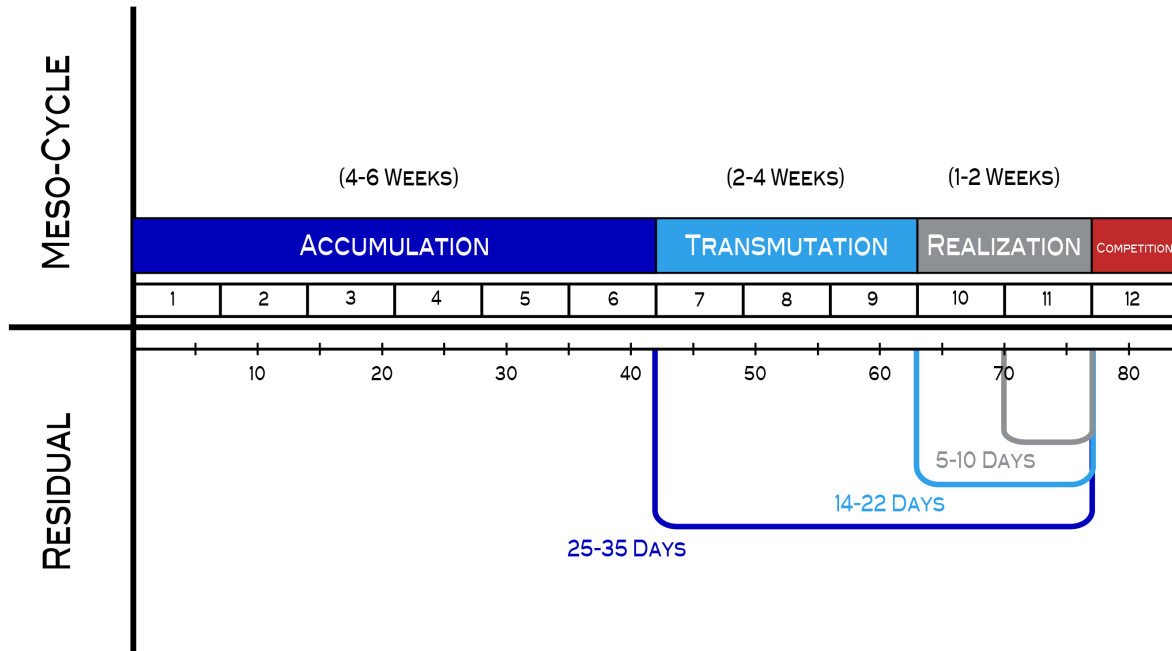 Meso-Cycle
(4-6 Weeks)
(2-4 Weeks)
(1-2 Weeks)
Accumulation
Transmutation
Realization
Competition
1 2 3 4 5 6 7 8 9 10 11 12
10 20 30 40 50 60 70 80
Residual
5-10 Days
14-22 Days
25-35 Days